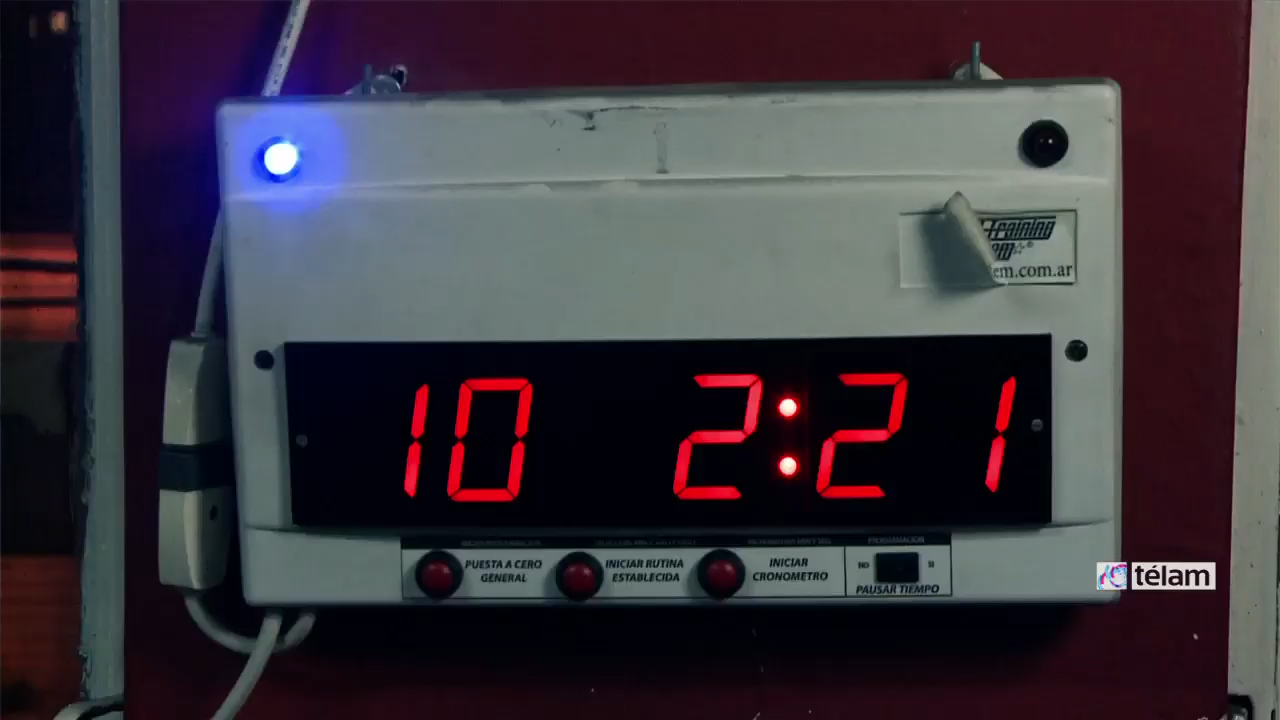 em.com.ar
10 2:21
PROGRAMACION
PUESTA A CERO
GENERAL
INICIAR RUTINA
ESTABLECIDA
INICIAR
CRONOMETRO
NO
SI
PAUSAR TIEMPO
télam